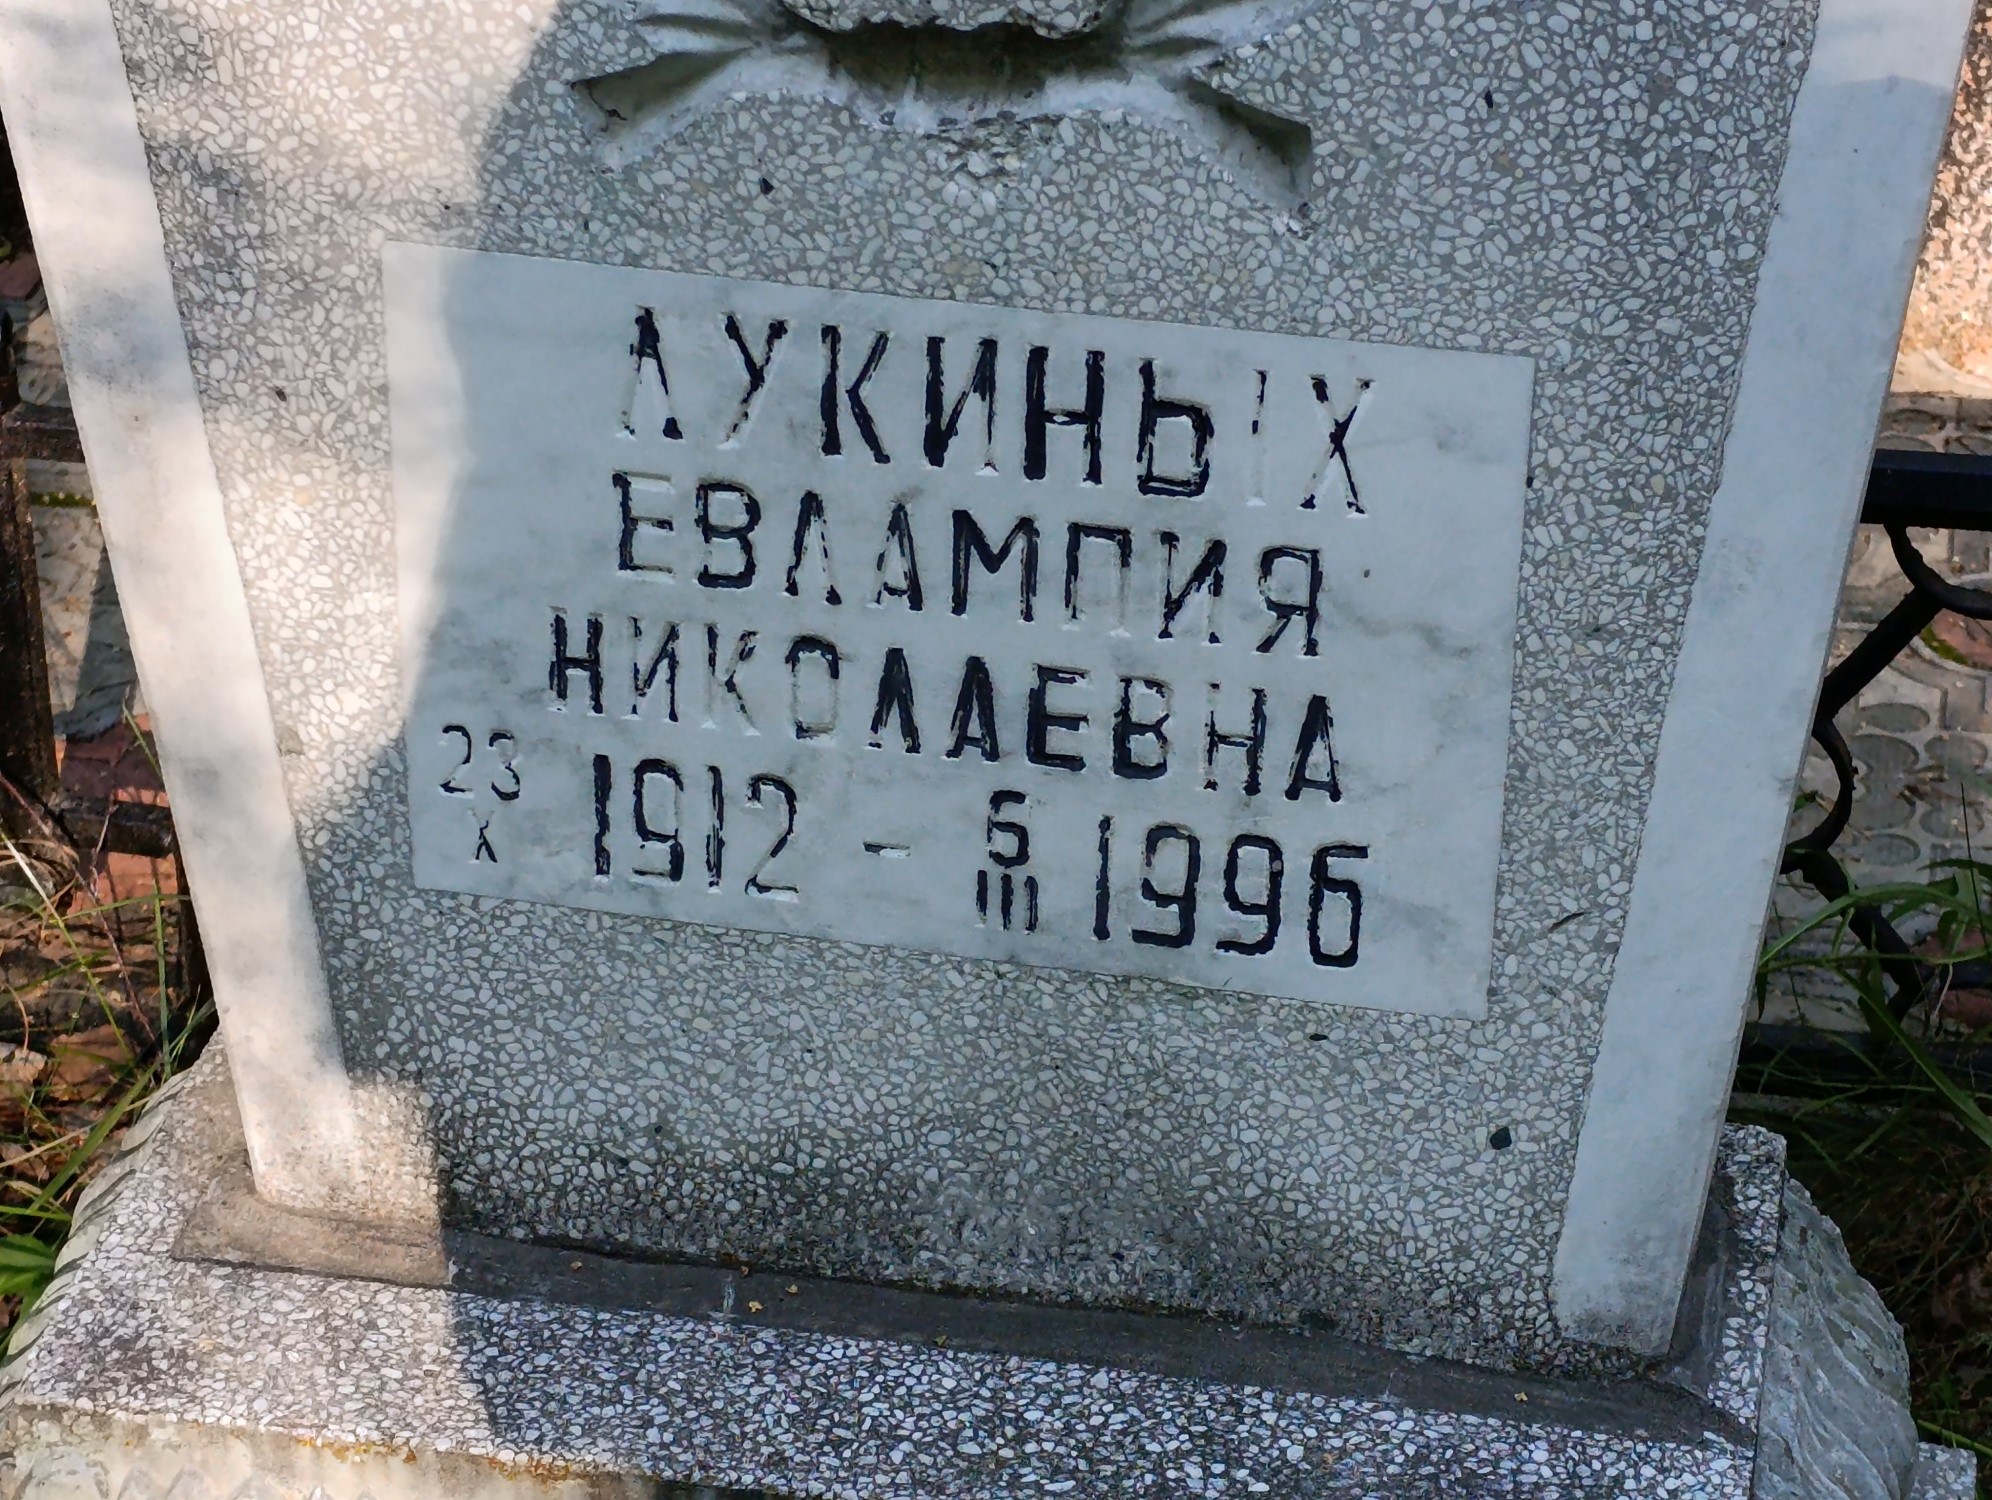 ЛУКИНЫХ
ЕВЛАМПИЯ
НИКОЛАЕВНА
23
X 1912 - 6
III 1996